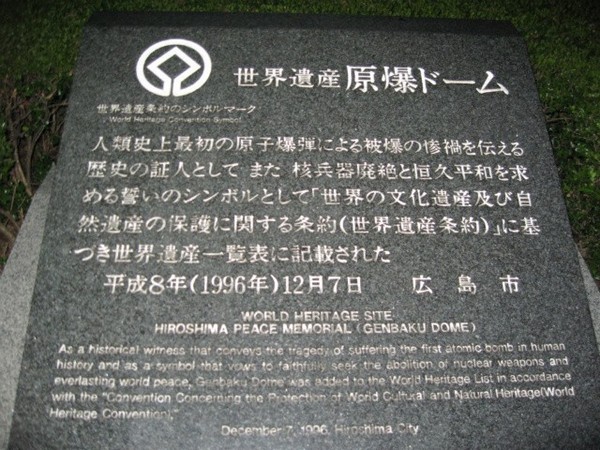 世界遺産 原爆ドーム
世界遺産条約のシンボルマーク
World Heritage Convention Symbol
人類史上最初の原子爆弾による被爆の惨禍を伝える
歴史の証人として また 核兵器廃絶と恒久平和を求
める誓いのシンボルとして「世界の文化遺産及び自
然遺産の保護に関する条約(世界遺産条約)」に基
づき世界遺産一覧表に記載された
平成8年(1996年)12月7日 広島市
WORLD HERITAGE SITE
HIROSHIMA PEACE MEMORIAL (GENBAKU DOME)
As a historical witness that conveys the tragedy of suffering the first atomic bomb in human
history and as a symbol that vows to faithfully seek the abolition of nuclear weapons and
everlasting world peace, Genbaku Dome was added to the World Heritage List in accordance
with the "Convention Concerning the Protection of World Cultural and Natural Heritage(World
Heritage Convention)."
December 7, 1996, Hiroshima City